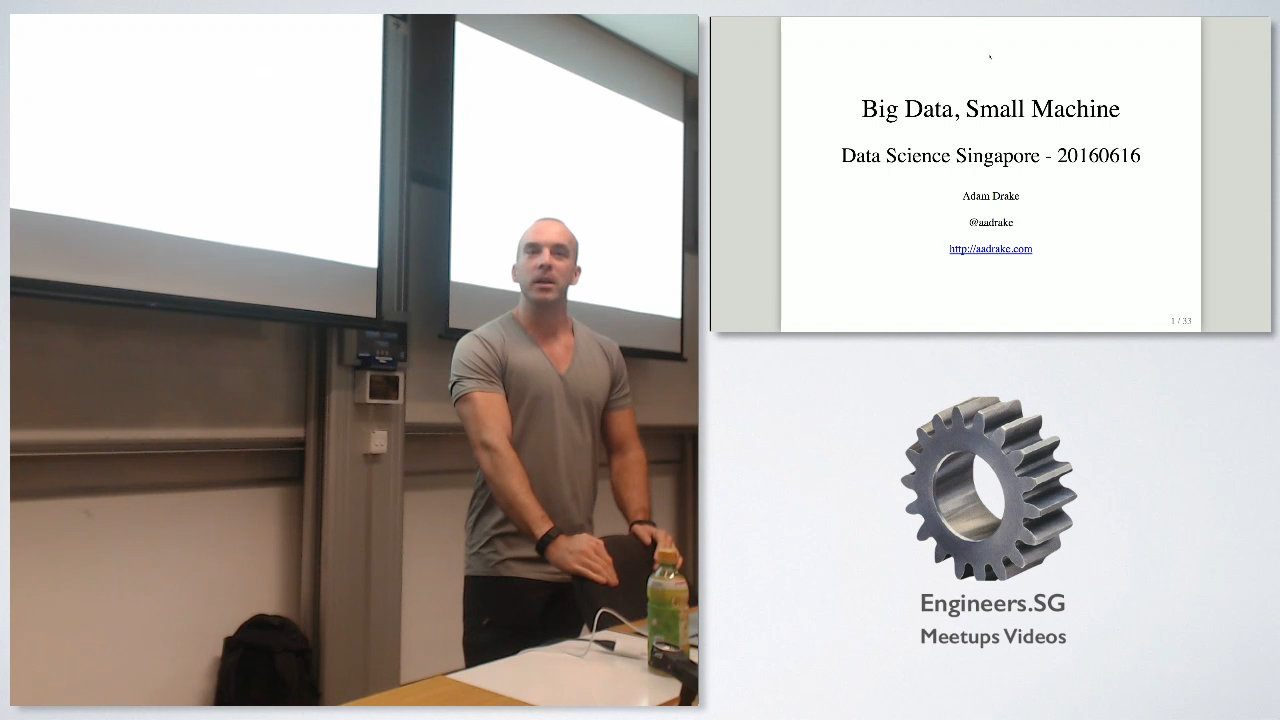 Big Data, Small Machine
Data Science Singapore - 20160616
Adam Drake
@aadrake
http://aadrake.com
1 / 33
Engineers.SG
Meetups Videos